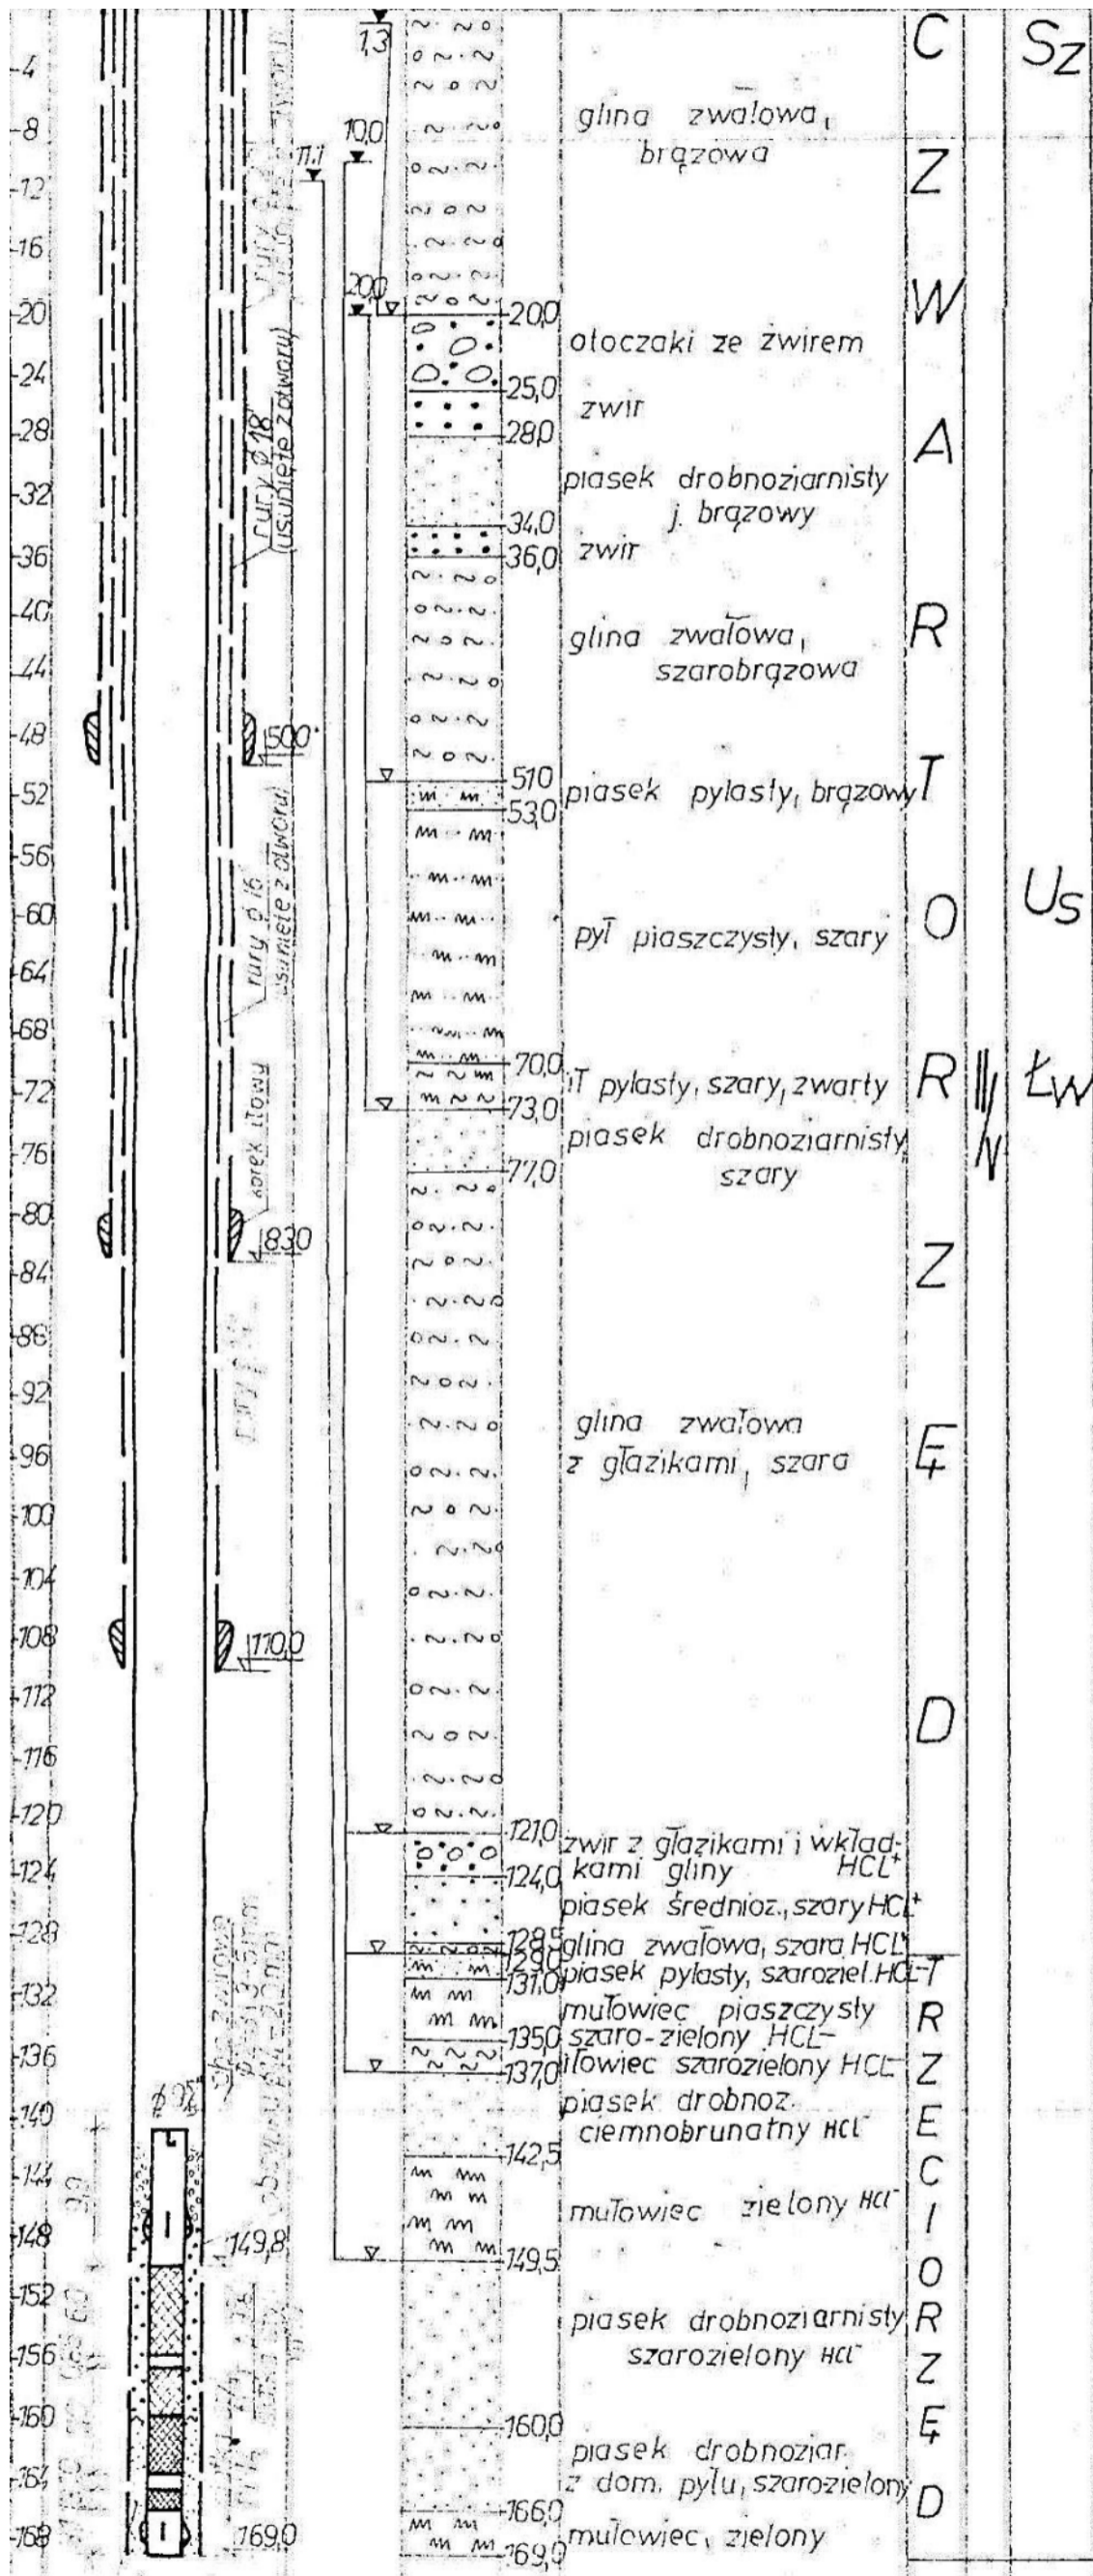 4
8
12
16
20
24
28
32
36
40
44
48
52
56
60
64
68
72
76
80
84
88
92
96
100
104
108
112
116
120
124
128
132
136
140
144
148
152
156
160
164
168
rury ø 18"
(usunięte z otworu)
50,0
rury ø 16"
usunięte z otworu
korek iłowy
83,0
110,0
9,0
149,8
169,0
1,3
10,0
11.1
20,0
20,0
25,0
28,0
34,0
36,0
51,0
53,0
70,0
73,0
77,0
121,0
124,0
128,5
129,0
131,0
135,0
137,0
142,5
149,5
160,0
166,0
169,0
glina zwałowa,
brązowa
otoczaki ze żwirem
żwir
piasek drobnoziarnisty
j. brązowy
żwir
glina zwałowa,
szarobrązowa
piasek pylasty, brązowy
pył piaszczysty, szary
ił pylasty, szary, zwarty
piasek drobnoziarnisty
szary
glina zwałowa
z głazikami, szara
żwir z głazikami i wkład-
kami gliny HCL+
piasek średnioz., szary HCL+
glina zwałowa, szara HCL+
piasek pylasty, szaroziel. HCL-
mułowiec piaszczysty
szaro-zielony HCL-
iłowiec szarozielony HCL-
piasek drobnoz.
ciemnobrunatny HCL-
mułowiec zielony HCL-
piasek drobnoziarnisty
szarozielony HCL-
piasek drobnoziar.
z dom. pyłu, szarozielony
mułowiec, zielony
C Z W A R T O R Z Ę D
T R Z E C I O R Z Ę D
Sz
Us
III/IV
Łw